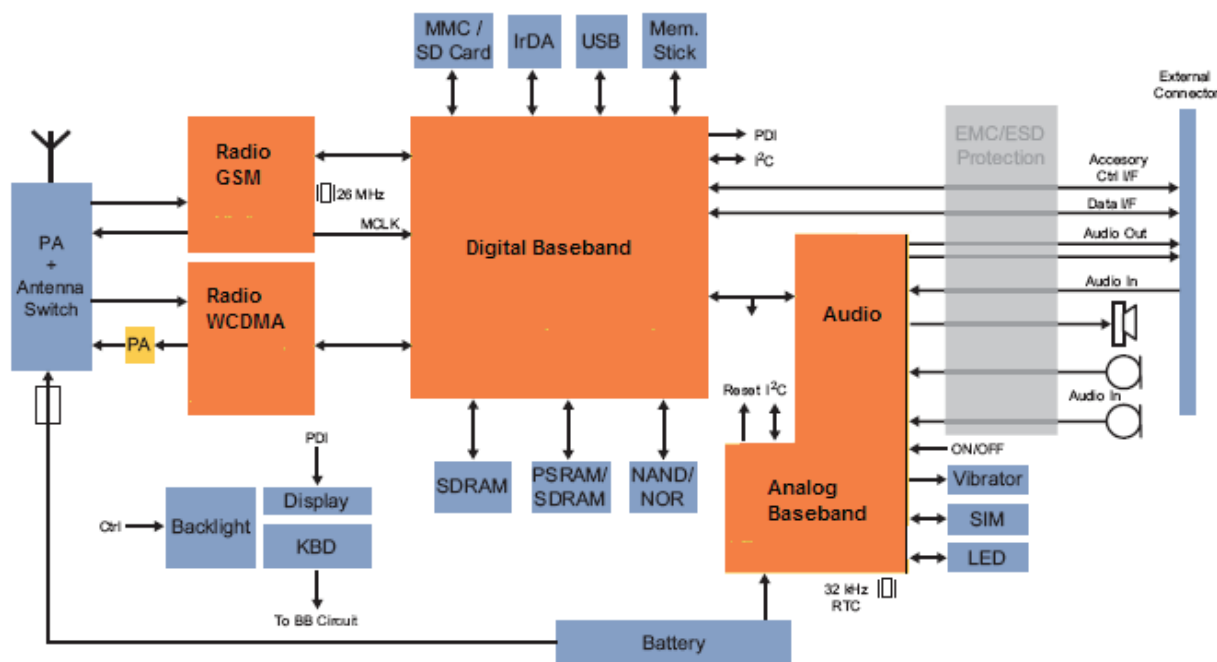 MMC /
SD Card
IrDA
USB
Mem.
Stick
External
Connector
Radio
GSM
26 MHz
MCLK
PDI
I²C
EMC/ESD
Protection
Accesory
Ctrl I/F
Data I/F
Audio Out
Audio In
PA
+
Antenna
Switch
Digital Baseband
Radio
WCDMA
PA
Audio
Reset I²C
Audio In
ON/OFF
PDI
Display
Ctrl
Backlight
KBD
To BB Circuit
SDRAM
PSRAM/
SDRAM
NAND/
NOR
Analog
Baseband
Vibrator
SIM
LED
32 kHz
RTC
Battery